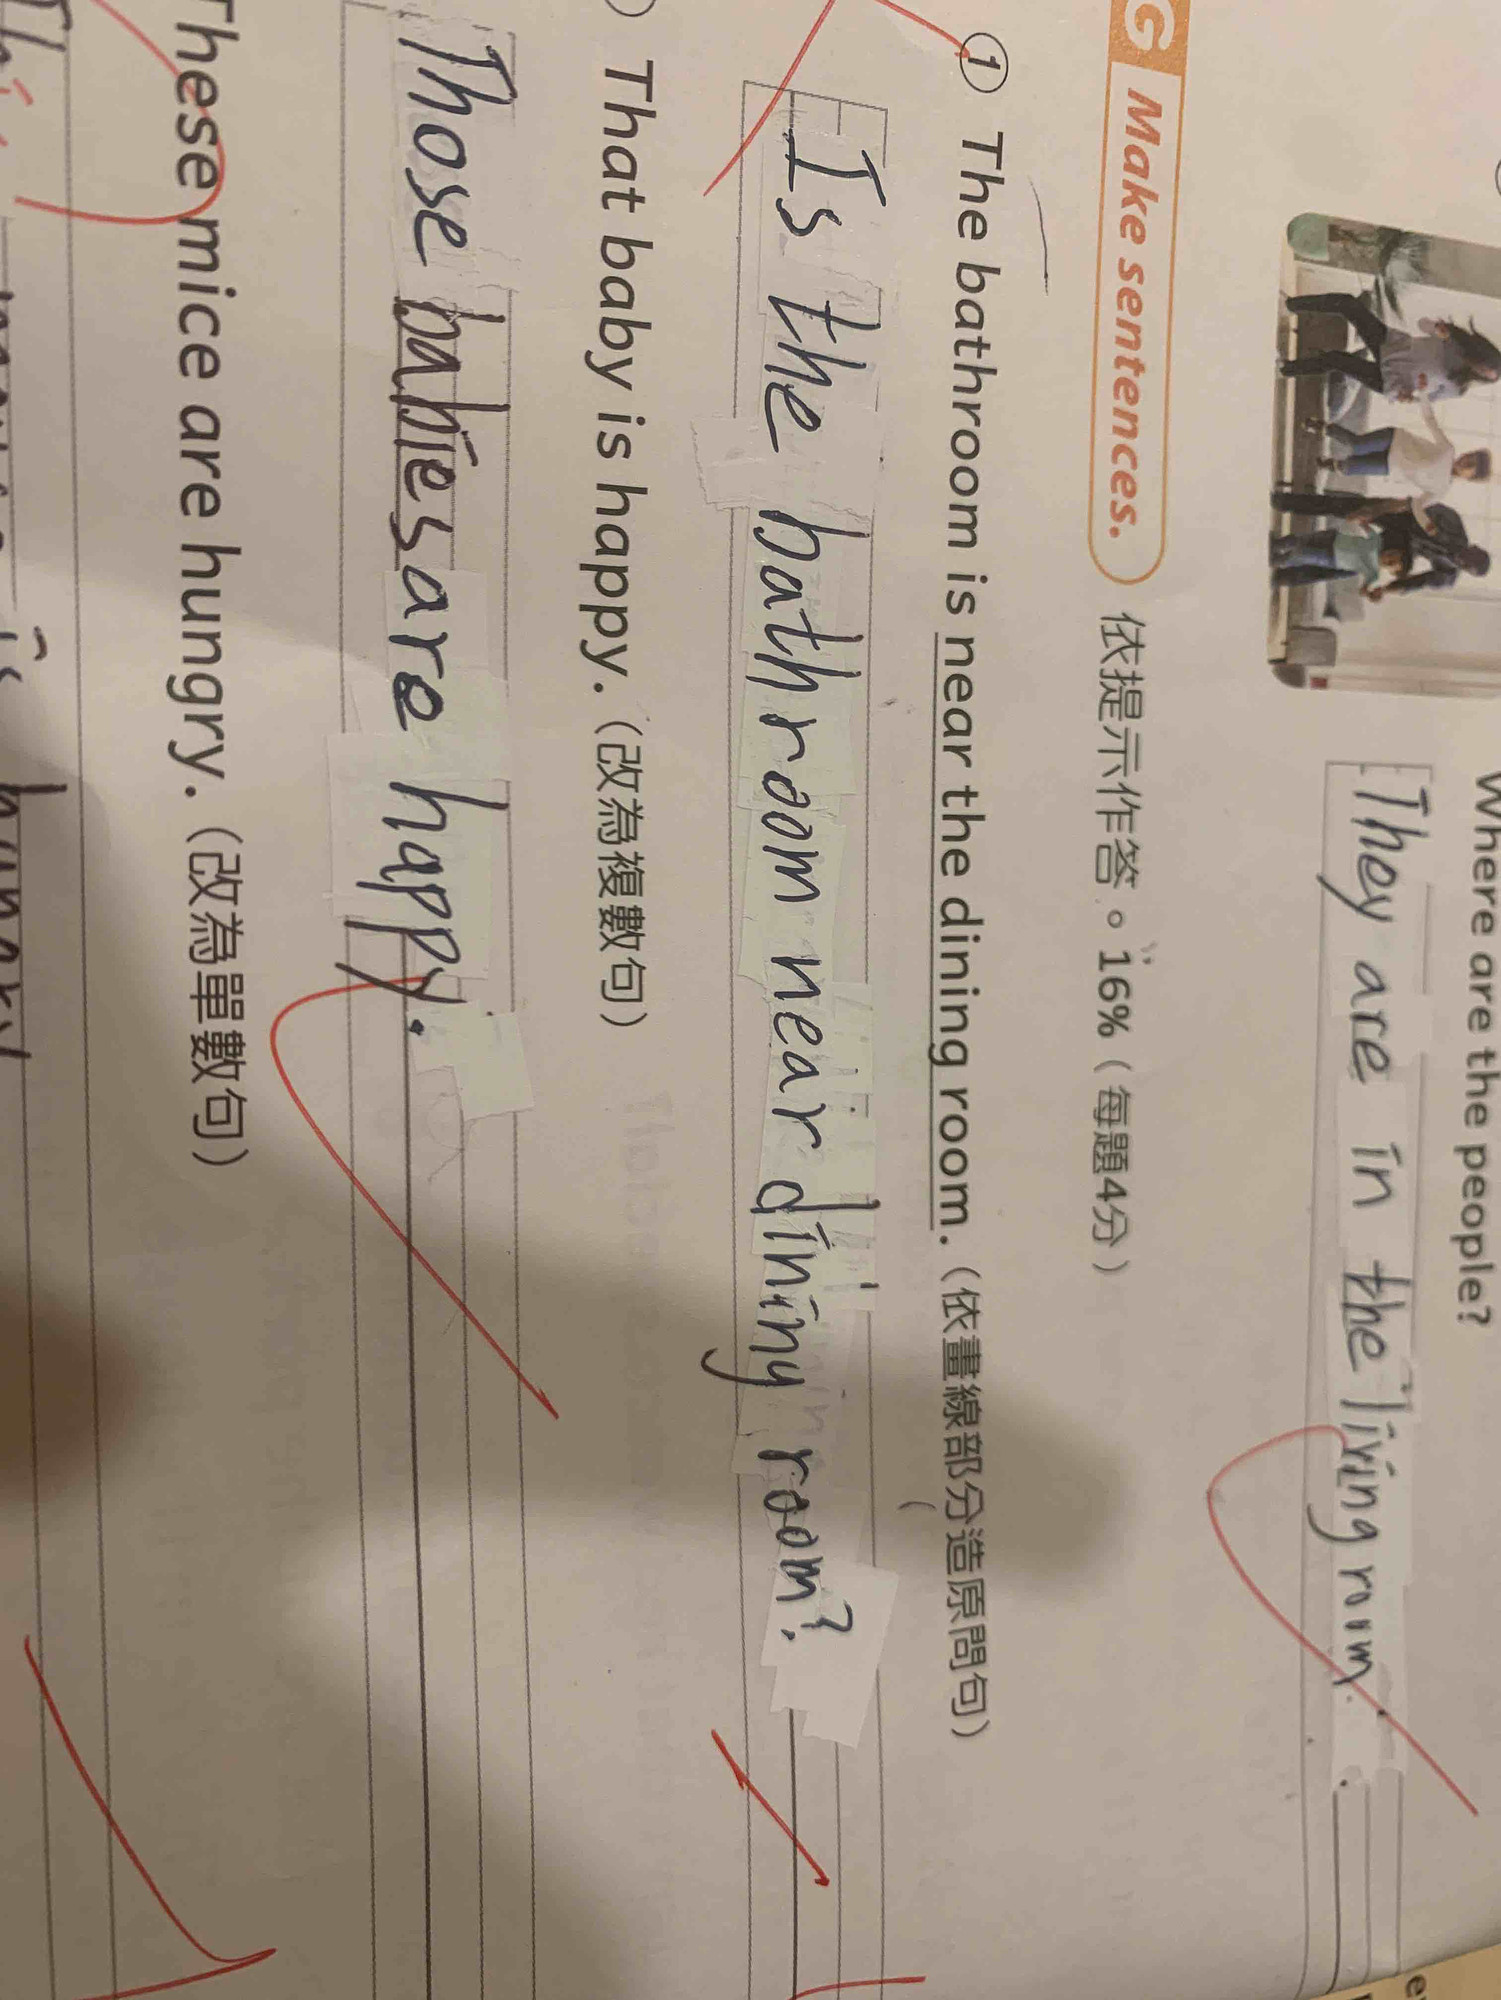 Where are the people?
They are in the living room.
G Make sentences. 依提示作答。16%（每題4分）
① The bathroom is near the dining room.（依畫線部分造原問句）
Is the bathroom near dining room?
That baby is happy.（改為複數句）
Those babies are happy.
These mice are hungry.（改為單數句）
is hungry